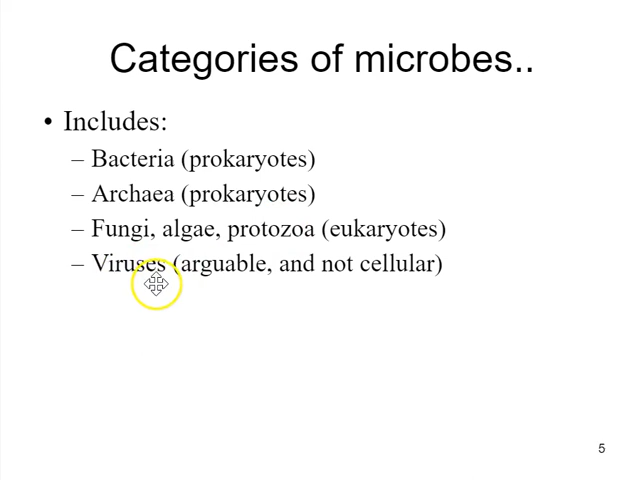 Categories of microbes..
• Includes:
– Bacteria (prokaryotes)
– Archaea (prokaryotes)
– Fungi, algae, protozoa (eukaryotes)
– Viruses (arguable, and not cellular)
5